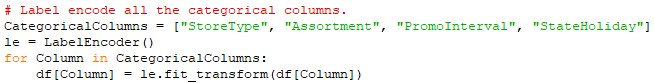 # Label encode all the categorical columns.
CategoricalColumns = ["StoreType", "Assortment", "PromoInterval", "StateHoliday"]
le = LabelEncoder()
for Column in CategoricalColumns:
    df[Column] = le.fit_transform(df[Column])